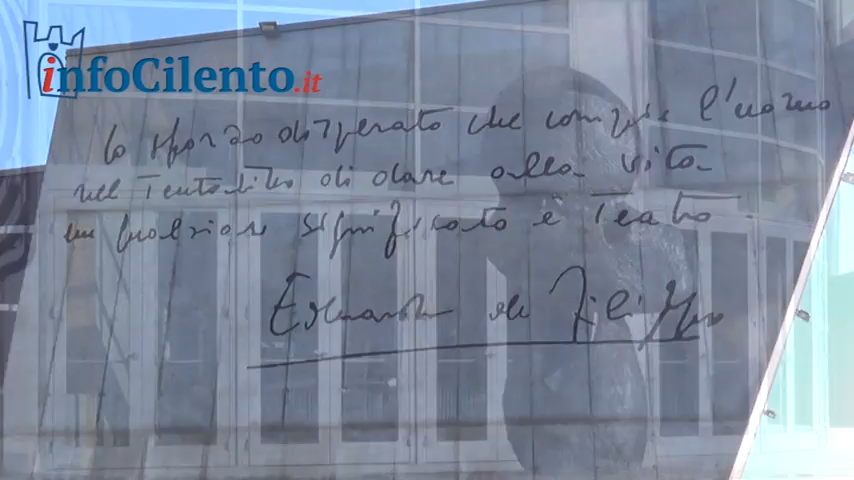 infoCilento.it
Lo sforzo disperato che compie l'uomo
nel tentativo di dare alla vita
un qualsiasi significato è Teatro
Eduardo de Filippo